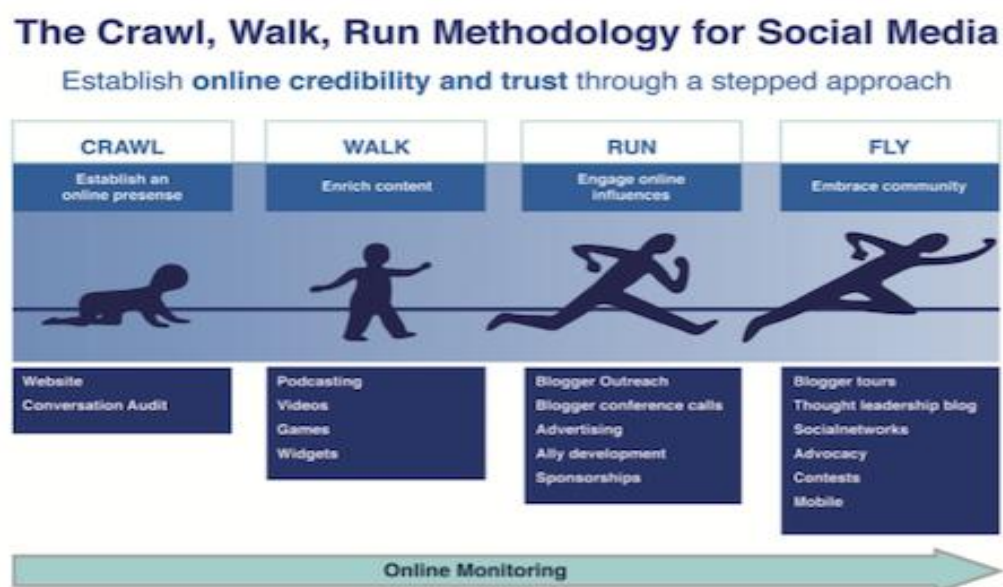 The Crawl, Walk, Run Methodology for Social Media
Establish online credibility and trust through a stepped approach
CRAWL
Establish an
online presense
Website
Conversation Audit
WALK
Enrich content
Podcasting
Videos
Games
Widgets
RUN
Engage online
influences
Blogger Outreach
Blogger conference calls
Advertising
Ally development
Sponsorships
FLY
Embrace community
Blogger tours
Thought leadership blog
Socialnetworks
Advocacy
Contests
Mobile
Online Monitoring